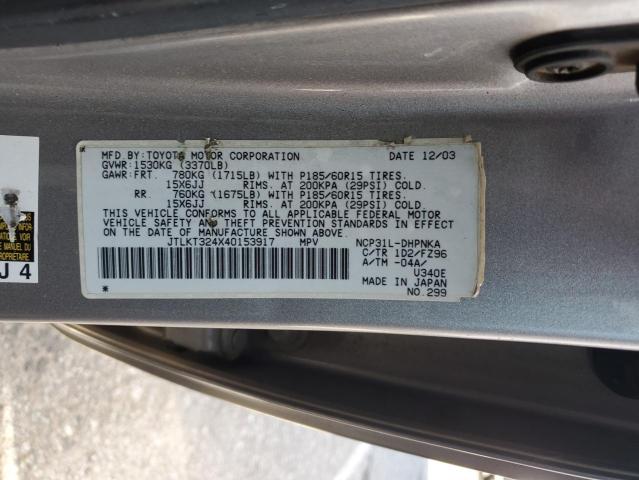 MFD.BY:TOYOTA MOTOR CORPORATION DATE 12/03
GVWR:1530KG (3370LB)
GAWR:FRT. 780KG (1715LB) WITH P185/60R15 TIRES.
15X6JJ RIMS. AT 200KPA (29PSI) COLD.
RR. 760KG (1675LB) WITH P185/60R15 TIRES.
15X6JJ RIMS. AT 200KPA (29PSI) COLD.
THIS VEHICLE CONFORMS TO ALL APPLICABLE FEDERAL MOTOR
VEHICLE SAFETY AND THEFT PREVENTION STANDARDS IN EFFECT
ON THE DATE OF MANUFACTURE SHOWN ABOVE.
JTLKT324X40153917 MPV NCP31L-DHPNKA
C/TR 1D2/FZ96
A/TM -04A/
U340E
MADE IN JAPAN
* NO.299
J 4